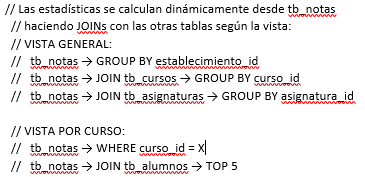 // Las estadísticas se calculan dinámicamente desde tb_notas
// haciendo JOINs con las otras tablas según la vista:
// VISTA GENERAL:
// tb_notas → GROUP BY establecimiento_id
// tb_notas → JOIN tb_cursos → GROUP BY curso_id
// tb_notas → JOIN tb_asignaturas → GROUP BY asignatura_id
// VISTA POR CURSO:
// tb_notas → WHERE curso_id = X
// tb_notas → JOIN tb_alumnos → TOP 5